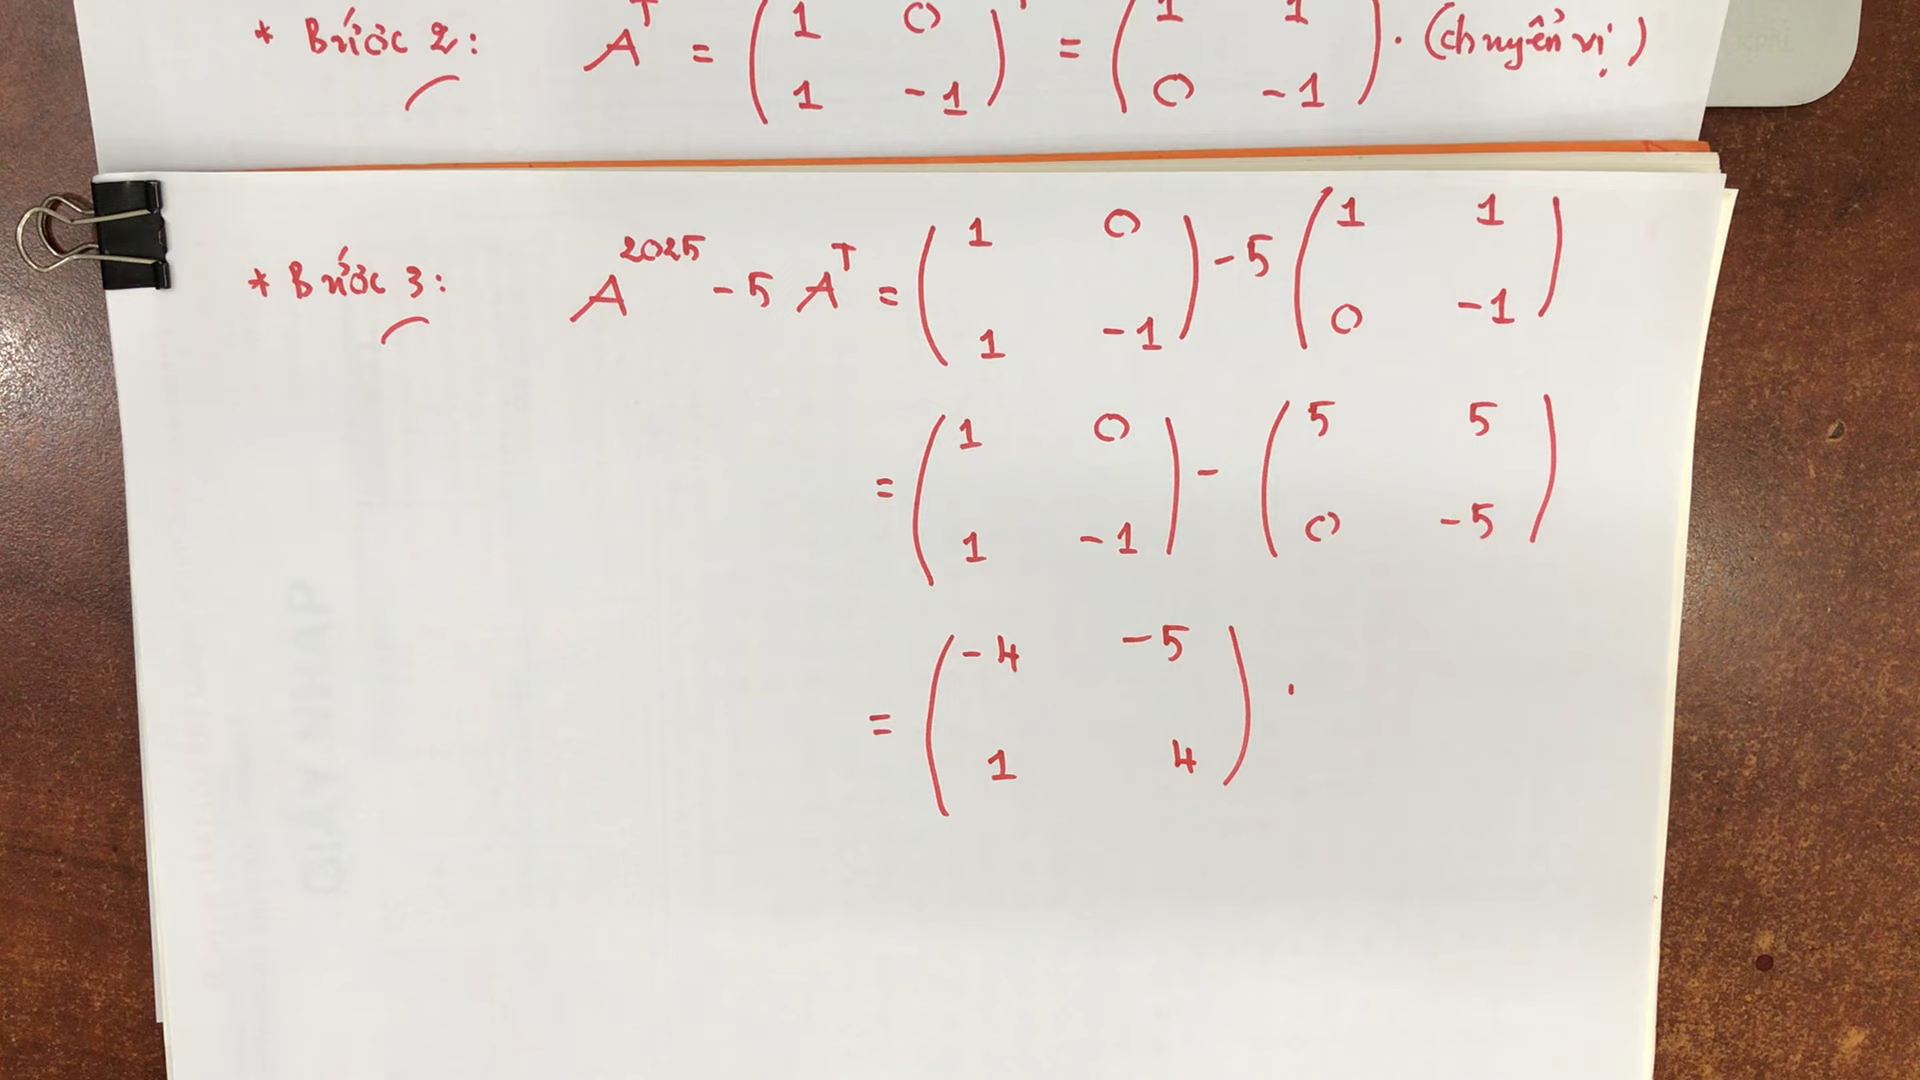 * Bước 2: A^T = (1 0; 1 -1)^T = (1 1; 0 -1). (chuyển vị)
* Bước 3: A^2025 - 5A^T = (1 0; 1 -1) - 5(1 1; 0 -1)
= (1 0; 1 -1) - (5 5; 0 -5)
= (-4 -5; 1 4).